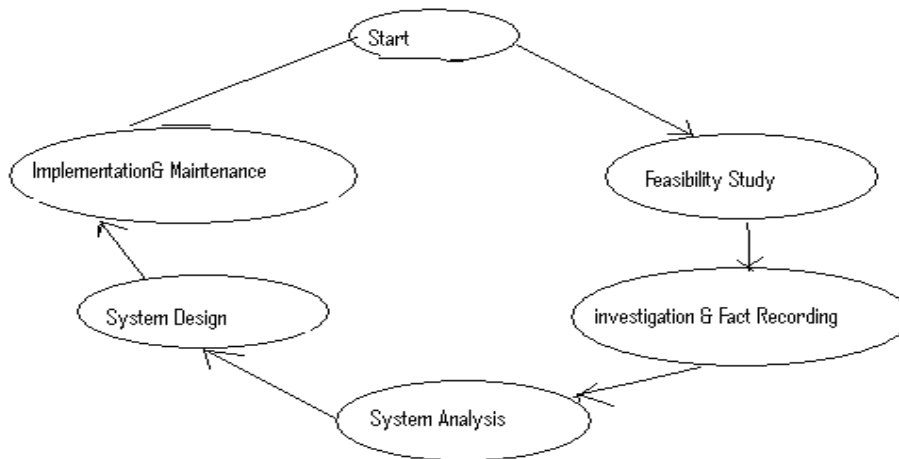 Start
Feasibility Study
investigation & Fact Recording
System Analysis
System Design
Implementation& Maintenance